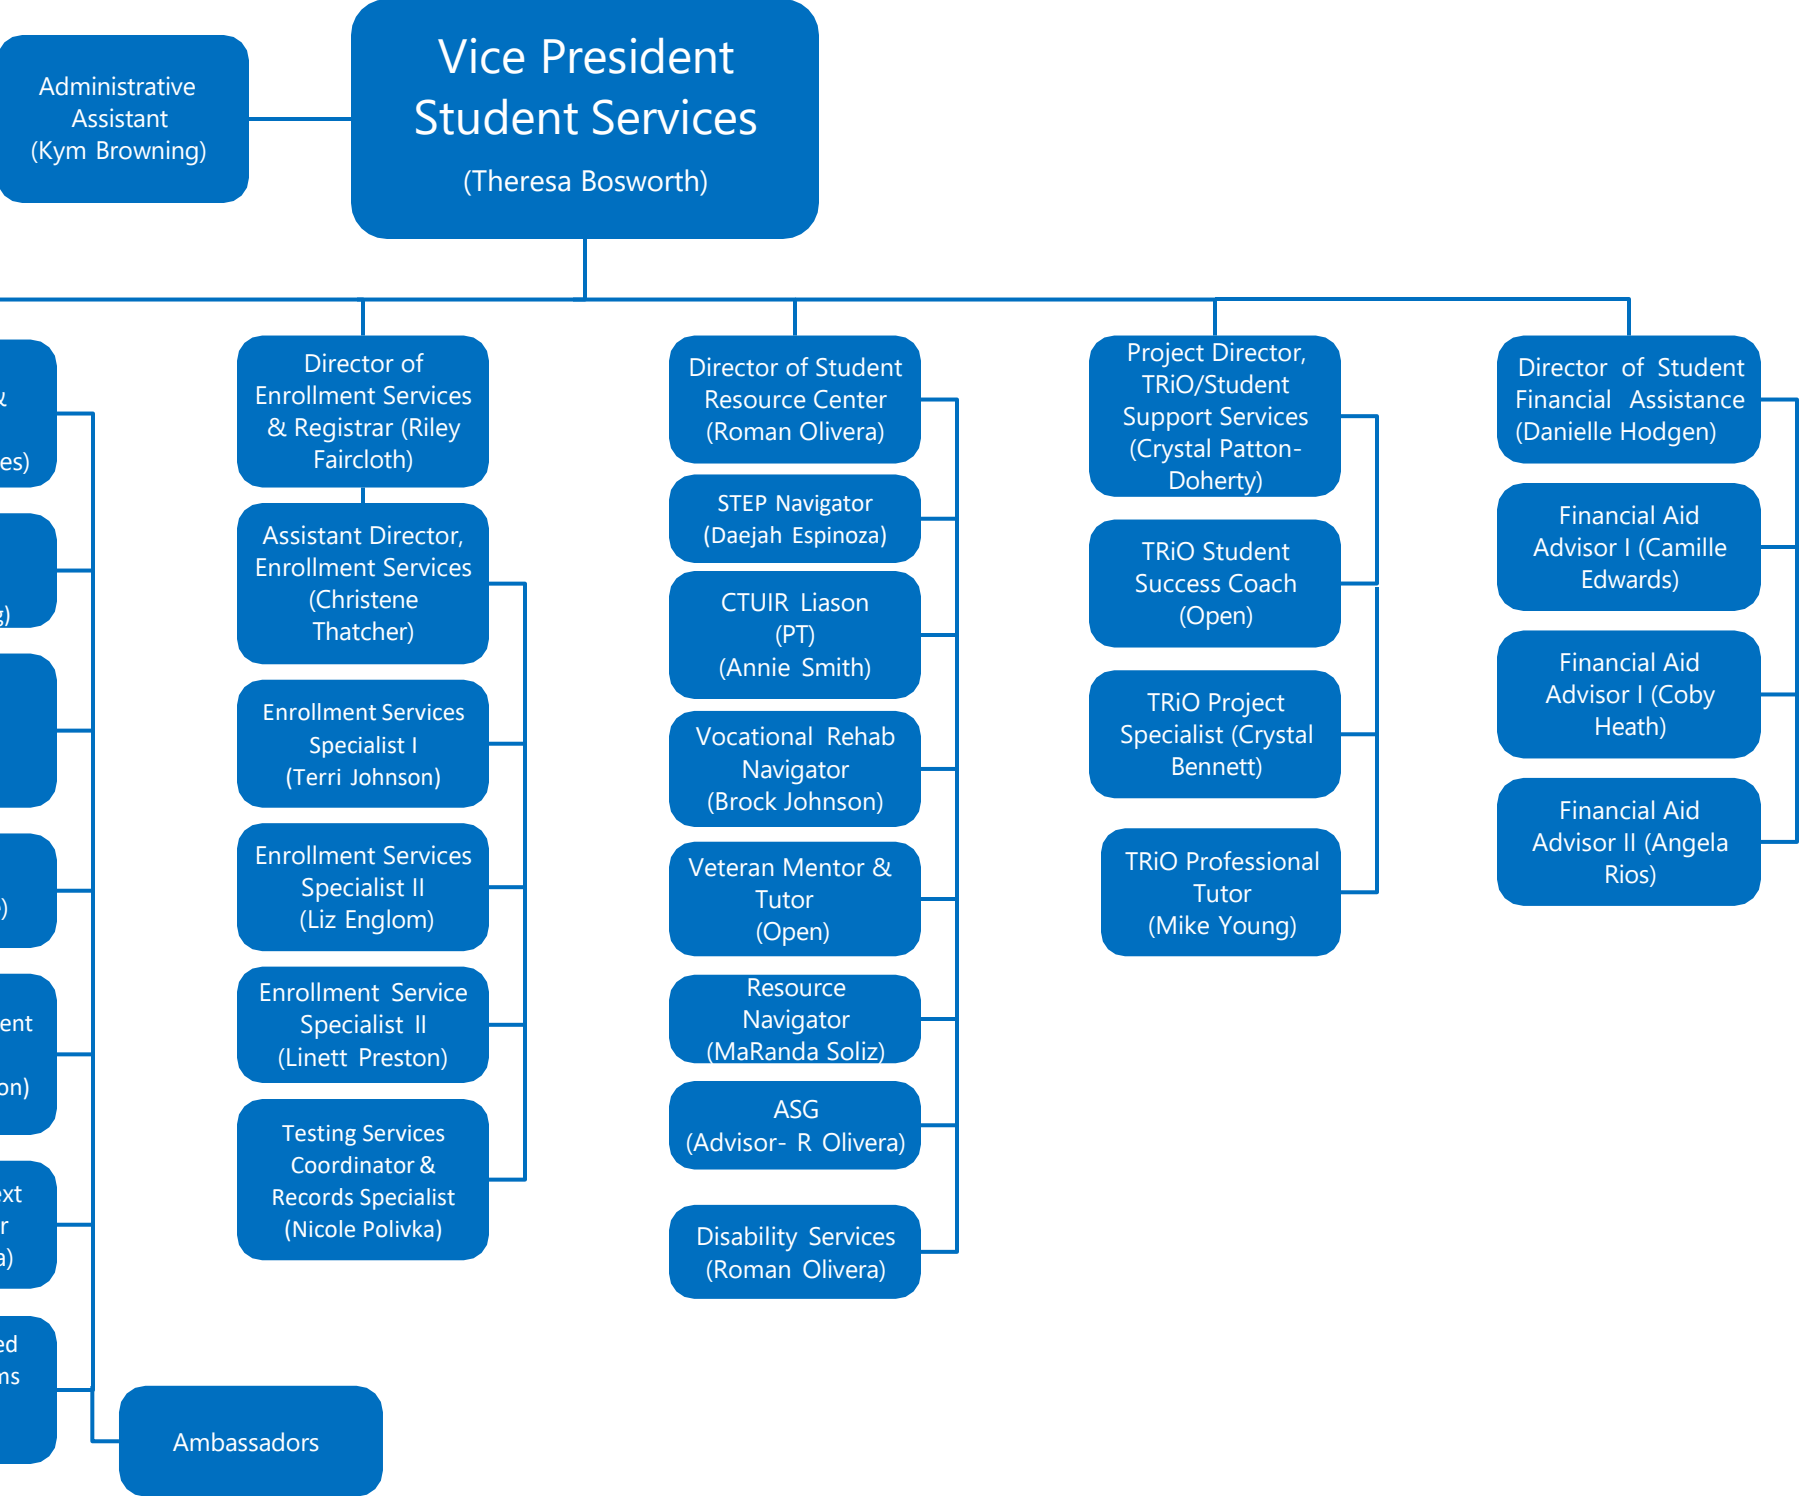 Administrative
Assistant
(Kym Browning)
Vice President
Student Services
(Theresa Bosworth)
&
Director of
Enrollment Services
& Registrar (Riley
Faircloth)
Assistant Director,
Enrollment Services
(Christene
Thatcher)
Enrollment Services
Specialist I
(Terri Johnson)
Enrollment Services
Specialist II
(Liz Englom)
Enrollment Service
Specialist II
(Linett Preston)
Testing Services
Coordinator &
Records Specialist
(Nicole Polivka)
Ambassadors
Director of Student
Resource Center
(Roman Olivera)
STEP Navigator
(Daejah Espinoza)
CTUIR Liason
(PT)
(Annie Smith)
Vocational Rehab
Navigator
(Brock Johnson)
Veteran Mentor &
Tutor
(Open)
Resource
Navigator
(MaRanda Soliz)
ASG
(Advisor- R Olivera)
Disability Services
(Roman Olivera)
Project Director,
TRiO/Student
Support Services
(Crystal Patton-
Doherty)
TRiO Student
Success Coach
(Open)
TRiO Project
Specialist (Crystal
Bennett)
TRiO Professional
Tutor
(Mike Young)
Director of Student
Financial Assistance
(Danielle Hodgen)
Financial Aid
Advisor I (Camille
Edwards)
Financial Aid
Advisor I (Coby
Heath)
Financial Aid
Advisor II (Angela
Rios)